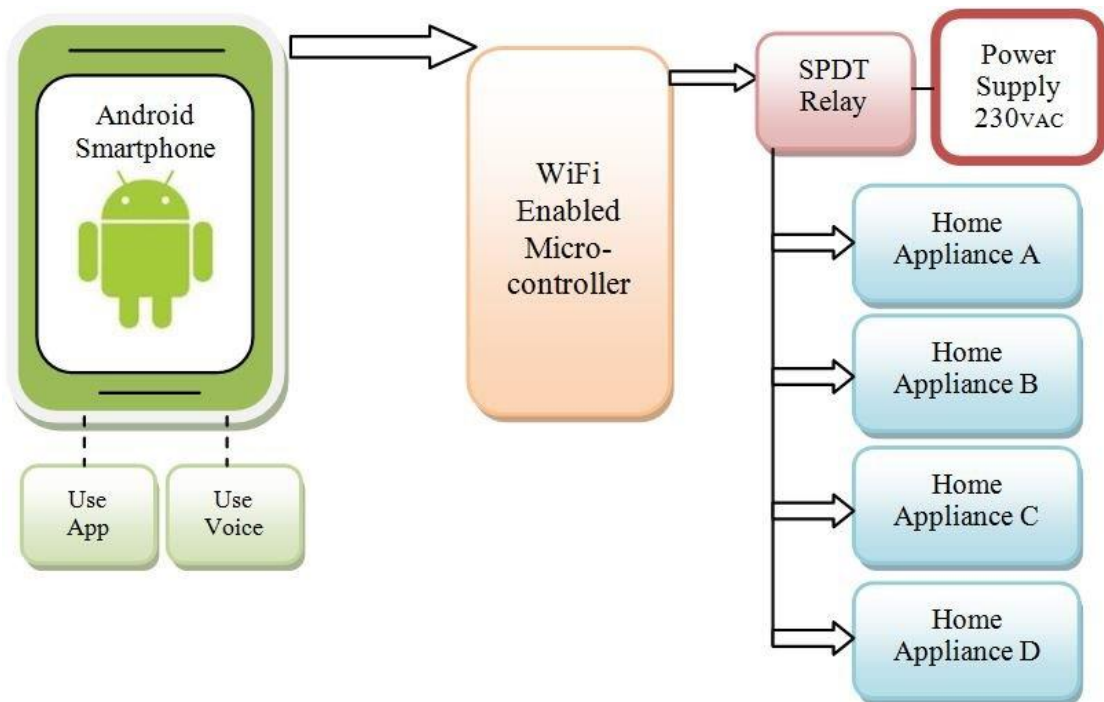 Android
Smartphone
Use
App
Use
Voice
WiFi
Enabled
Micro-
controller
SPDT
Relay
Power
Supply
230VAC
Home
Appliance A
Home
Appliance B
Home
Appliance C
Home
Appliance D